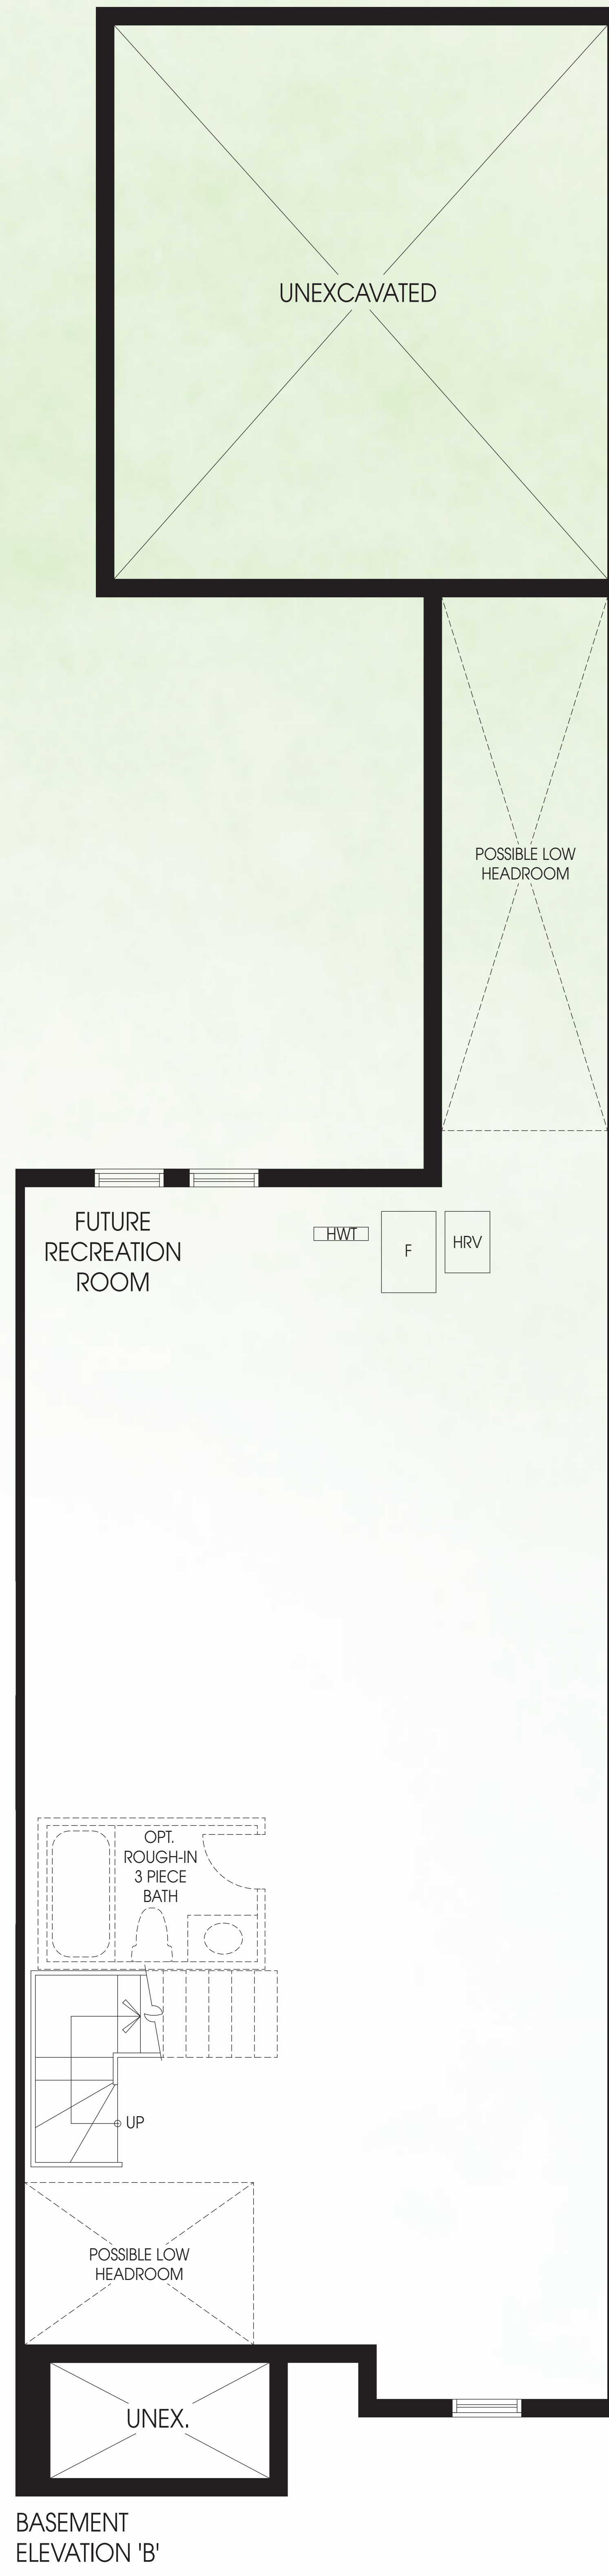 UNEXCAVATED
POSSIBLE LOW
HEADROOM
FUTURE
RECREATION
ROOM
HWT
F
HRV
OPT.
ROUGH-IN
3 PIECE
BATH
UP
POSSIBLE LOW
HEADROOM
UNEX.
BASEMENT
ELEVATION 'B'